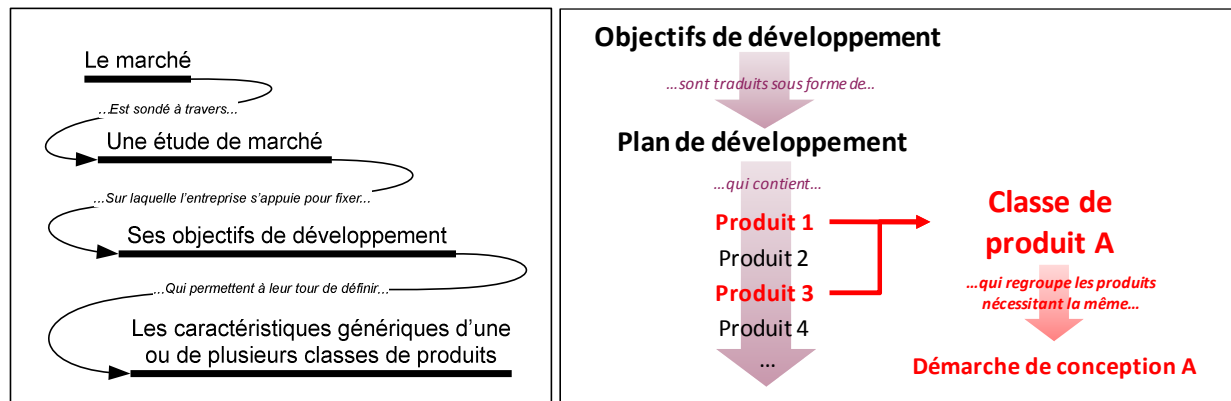 Le marché
...Est sondé à travers...
Une étude de marché
...Sur laquelle l'entreprise s'appuie pour fixer...
Ses objectifs de développement
...Qui permettent à leur tour de définir...
Les caractéristiques génériques d'une
ou de plusieurs classes de produits
Objectifs de développement
...sont traduits sous forme de...
Plan de développement
...qui contient...
Produit 1
Produit 2
Produit 3
Produit 4
...
Classe de
produit A
...qui regroupe les produits
nécessitant la même...
Démarche de conception A